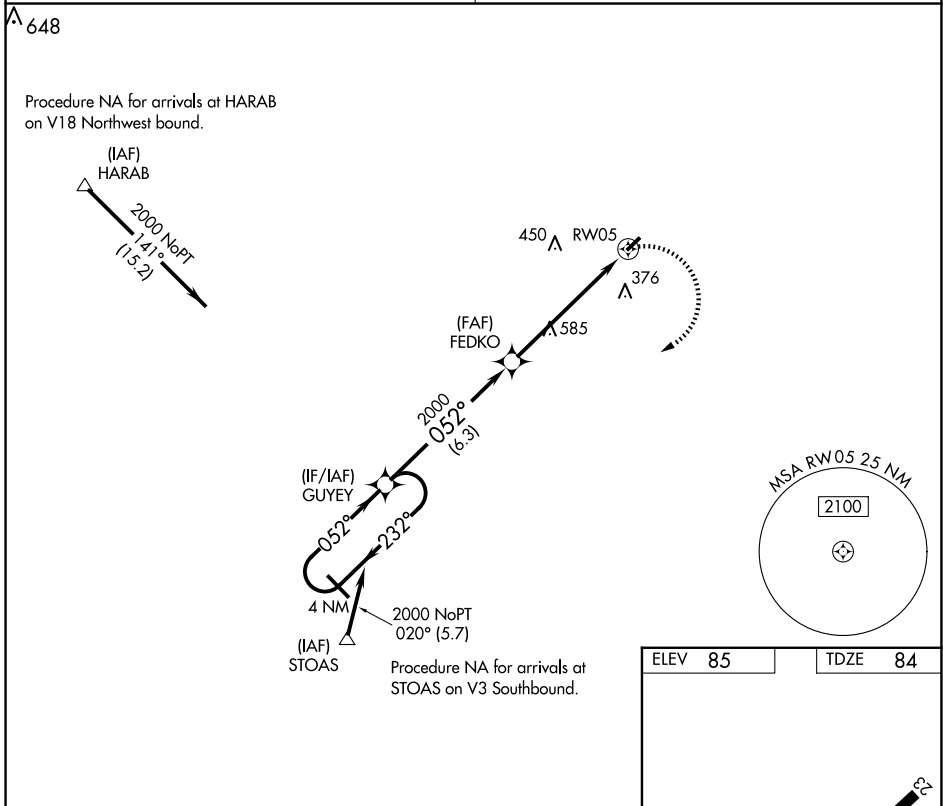 648
Procedure NA for arrivals at HARAB
on V18 Northwest bound.
(IAF)
HARAB
2000 NoPT
141°
(15.2)
450
RW05
376
(FAF)
FEDKO
585
2000
052°
(6.3)
(IF/IAF)
GUYEY
052°
232°
4 NM
2000 NoPT
020° (5.7)
(IAF)
STOAS
Procedure NA for arrivals at
STOAS on V3 Southbound.
MSA RW05 25 NM
2100
ELEV 85
TDZE 84
23